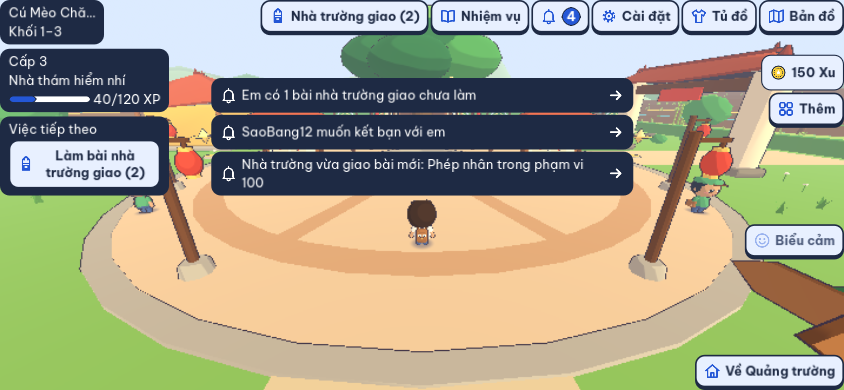 Cú Mèo Chă...
Khối 1–3
Nhà trường giao (2)
Nhiệm vụ
4
Cài đặt
Tủ đồ
Bản đồ
Cấp 3
Nhà thám hiểm nhí
40/120 XP
150 Xu
Thêm
Em có 1 bài nhà trường giao chưa làm
SaoBang12 muốn kết bạn với em
Nhà trường vừa giao bài mới: Phép nhân trong phạm vi
100
Việc tiếp theo
Làm bài nhà
trường giao (2)
Biểu cảm
Về Quảng trường